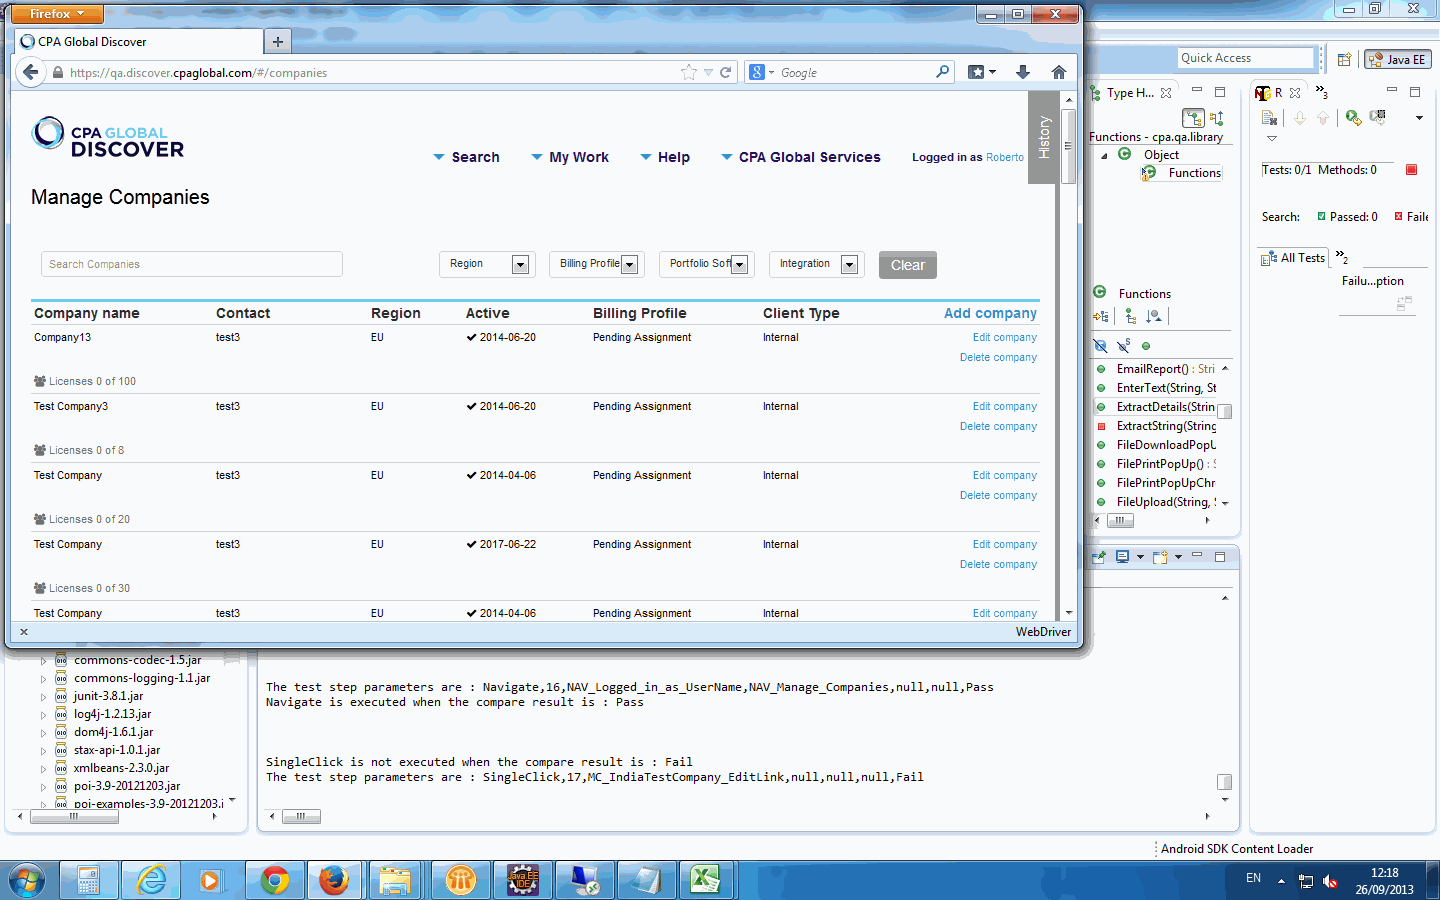 Firefox
CPA Global Discover
https://qa.discover.cpaglobal.com/#/companies
Google
CPA GLOBAL
DISCOVER
Search
My Work
Help
CPA Global Services
Logged in as Roberto
History
Manage Companies
Search Companies
Region
Billing Profile
Portfolio Soft
Integration
Clear
Company name Contact Region Active Billing Profile Client Type Add company
Company13 test3 EU 2014-06-20 Pending Assignment Internal Edit company
Delete company
Licenses 0 of 100
Test Company3 test3 EU 2014-06-20 Pending Assignment Internal Edit company
Delete company
Licenses 0 of 8
Test Company test3 EU 2014-04-06 Pending Assignment Internal Edit company
Delete company
Licenses 0 of 20
Test Company test3 EU 2017-06-22 Pending Assignment Internal Edit company
Delete company
Licenses 0 of 30
Test Company test3 EU 2014-04-06 Pending Assignment Internal Edit company
WebDriver
Quick Access
Java EE
Type H...
Functions - cpa.qa.library
Object
Functions
Functions
EmailReport() : Stri
EnterText(String, St
ExtractDetails(Strin
ExtractString(String
FileDownloadPopU
FilePrintPopUp() : S
FilePrintPopUpChr
FileUpload(String, S
R
3
Tests: 0/1 Methods: 0
Search: Passed: 0 Faile
All Tests
2
Failu...ption
commons-codec-1.5.jar
commons-logging-1.1.jar
junit-3.8.1.jar
log4j-1.2.13.jar
dom4j-1.6.1.jar
stax-api-1.0.1.jar
xmlbeans-2.3.0.jar
poi-3.9-20121203.jar
poi-examples-3.9-20121203.j
The test step parameters are : Navigate,16,NAV_Logged_in_as_UserName,NAV_Manage_Companies,null,null,Pass
Navigate is executed when the compare result is : Pass
SingleClick is not executed when the compare result is : Fail
The test step parameters are : SingleClick,17,MC_IndiaTestCompany_EditLink,null,null,null,Fail
Android SDK Content Loader
Java EE
IDE
EN
12:18
26/09/2013